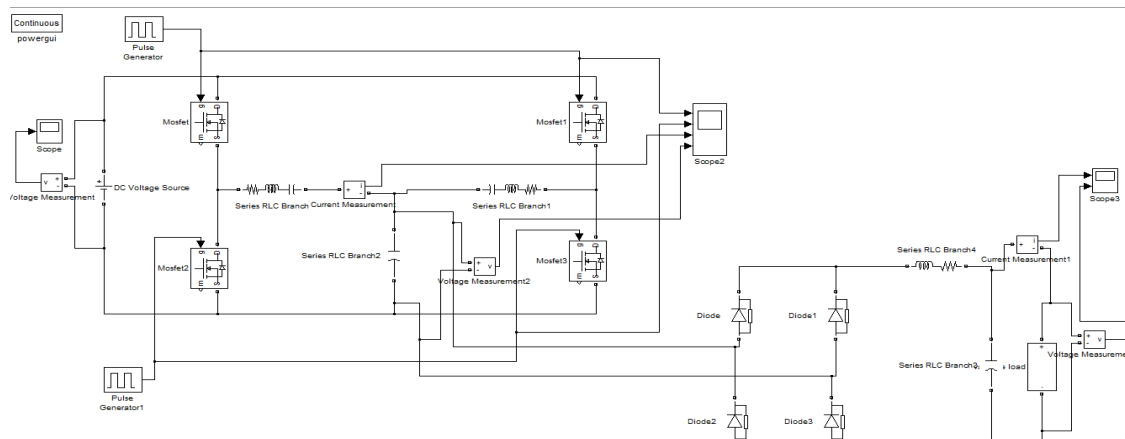 Continuous
powergui
Pulse
Generator
Mosfet
Mosfet1
Scope
Scope2
DC Voltage Source
Voltage Measurement
Series RLC Branch
Current Measurement
Series RLC Branch1
Scope3
Mosfet2
Series RLC Branch2
Mosfet3
Voltage Measurement2
Series RLC Branch4
Current Measurement1
Diode
Diode1
Voltage Measureme
Series RLC Branch3
load
Pulse
Generator1
Diode2
Diode3